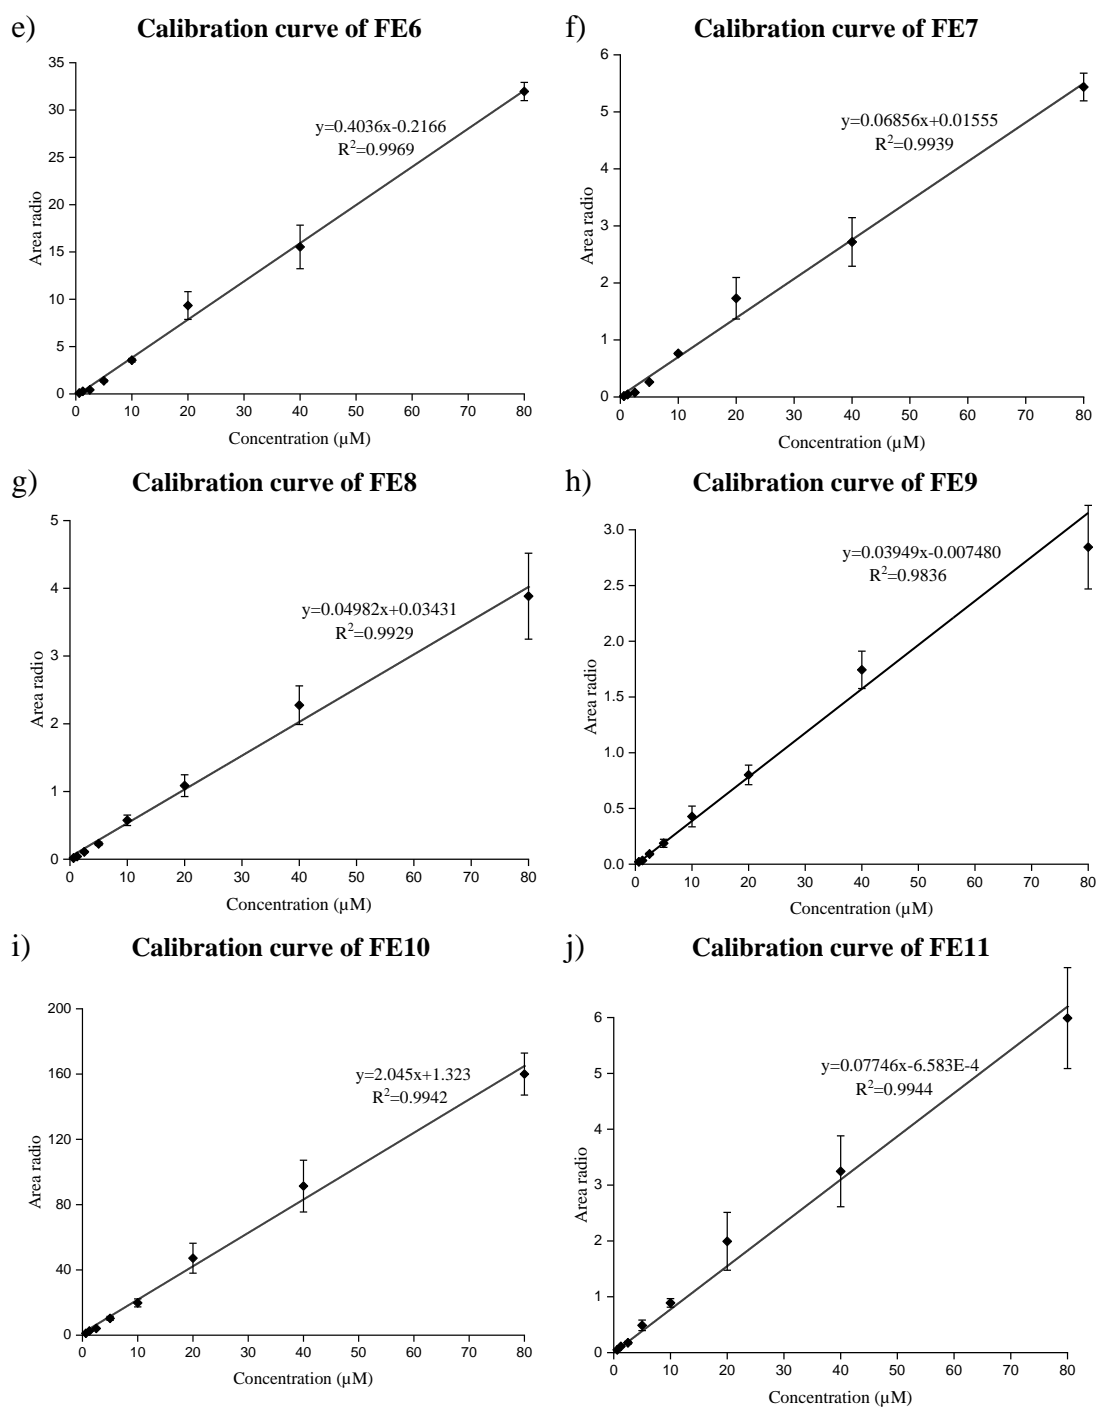 e)
Calibration curve of FE6
35
30
25
20
15
10
5
0
y=0.4036x-0.2166
R²=0.9969
Area radio
0 10 20 30 40 50 60 70 80
Concentration (µM)
f)
Calibration curve of FE7
6
5
4
3
2
1
0
y=0.06856x+0.01555
R²=0.9939
Area radio
0 10 20 30 40 50 60 70 80
Concentration (µM)
g)
Calibration curve of FE8
5
4
3
2
1
0
y=0.04982x+0.03431
R²=0.9929
Area radio
0 10 20 30 40 50 60 70 80
Concentration (µM)
h)
Calibration curve of FE9
3.0
2.5
2.0
1.5
1.0
0.5
0.0
y=0.03949x-0.007480
R²=0.9836
Area radio
0 10 20 30 40 50 60 70 80
Concentration (µM)
i)
Calibration curve of FE10
200
160
120
80
40
0
y=2.045x+1.323
R²=0.9942
Area radio
0 10 20 30 40 50 60 70 80
Concentration (µM)
j)
Calibration curve of FE11
6
5
4
3
2
1
0
y=0.07746x-6.583E-4
R²=0.9944
Area radio
0 10 20 30 40 50 60 70 80
Concentration (µM)